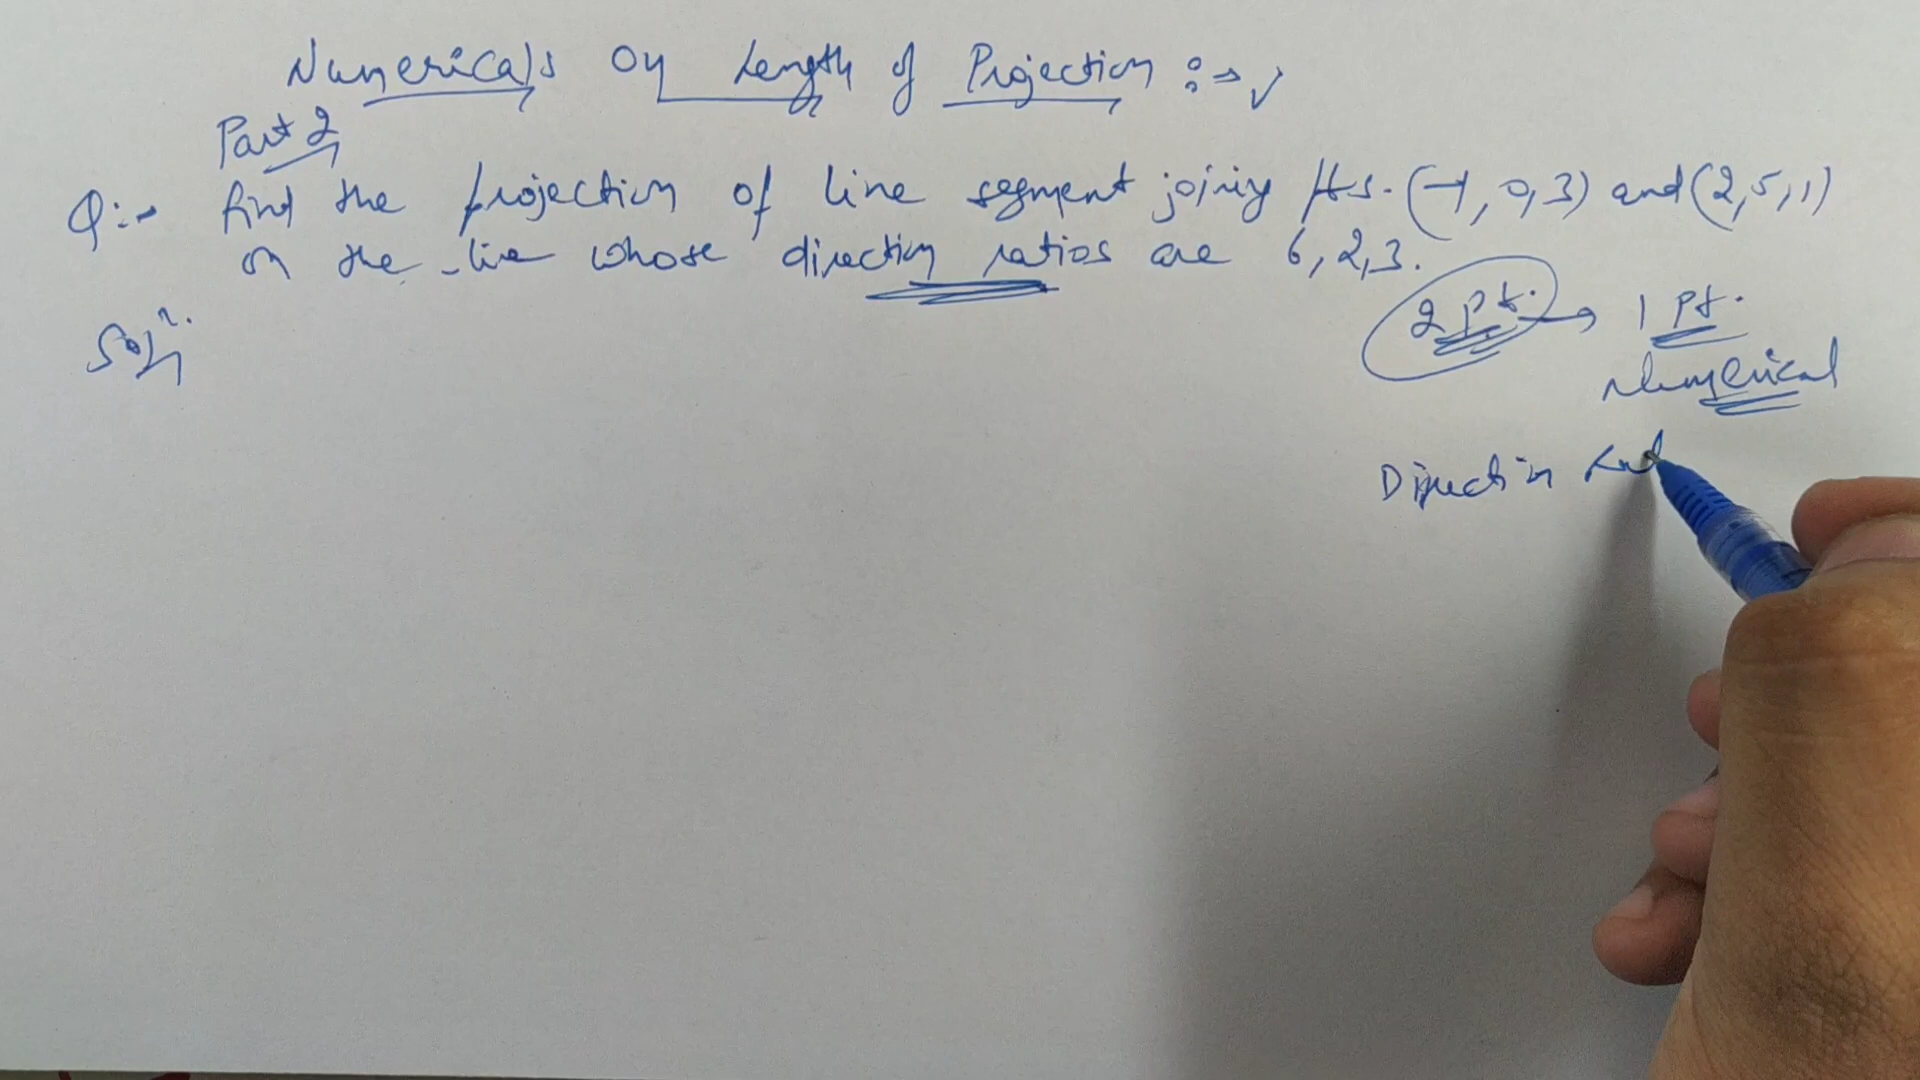 Numericals on Length of Projection :→ ✓
Part 2
Q:- find the projection of line segment joining pts. (-1, 0, 3) and (2, 5, 1)
on the line whose direction ratios are 6, 2, 3.
2 pt. → 1 pt.
Numerical
Solⁿ.
Direction